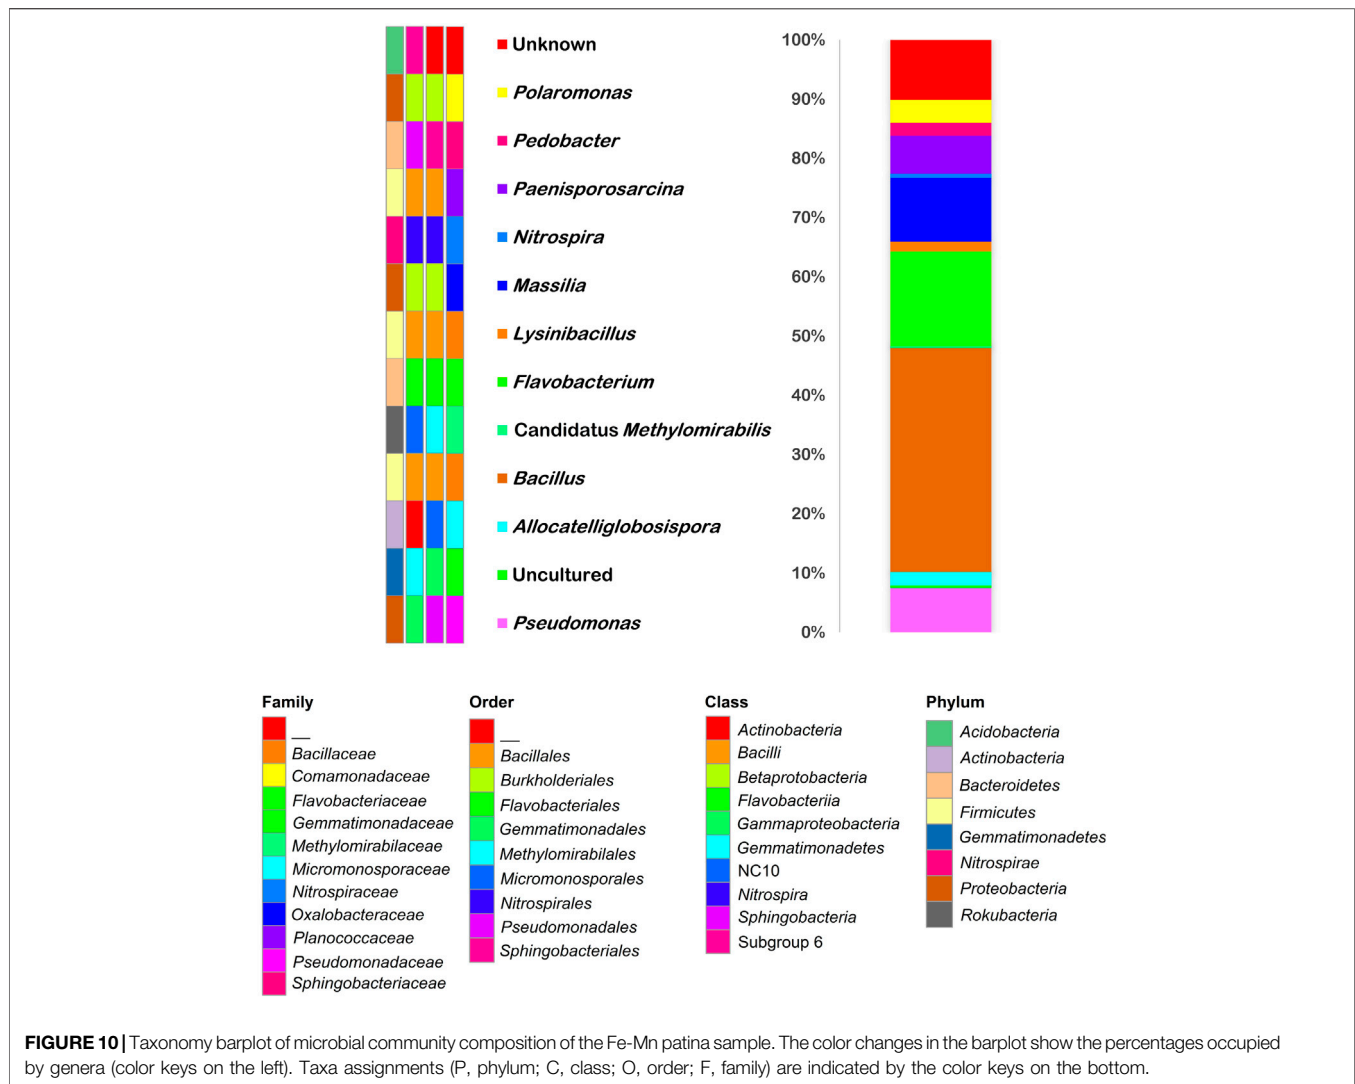 Unknown
Polaromonas
Pedobacter
Paenisporosarcina
Nitrospira
Massilia
Lysinibacillus
Flavobacterium
Candidatus Methylomirabilis
Bacillus
Allocatelliglobosispora
Uncultured
Pseudomonas
100%
90%
80%
70%
60%
50%
40%
30%
20%
10%
0%
Family
__
Bacillaceae
Comamonadaceae
Flavobacteriaceae
Gemmatimonadaceae
Methylomirabilaceae
Micromonosporaceae
Nitrospiraceae
Oxalobacteraceae
Planococcaceae
Pseudomonadaceae
Sphingobacteriaceae
Order
__
Bacillales
Burkholderiales
Flavobacteriales
Gemmatimonadales
Methylomirabilales
Micromonosporales
Nitrospirales
Pseudomonadales
Sphingobacteriales
Class
Actinobacteria
Bacilli
Betaprotobacteria
Flavobacteriia
Gammaproteobacteria
Gemmatimonadetes
NC10
Nitrospira
Sphingobacteria
Subgroup 6
Phylum
Acidobacteria
Actinobacteria
Bacteroidetes
Firmicutes
Gemmatimonadetes
Nitrospirae
Proteobacteria
Rokubacteria
FIGURE 10 | Taxonomy barplot of microbial community composition of the Fe-Mn patina sample. The color changes in the barplot show the percentages occupied
by genera (color keys on the left). Taxa assignments (P, phylum; C, class; O, order; F, family) are indicated by the color keys on the bottom.